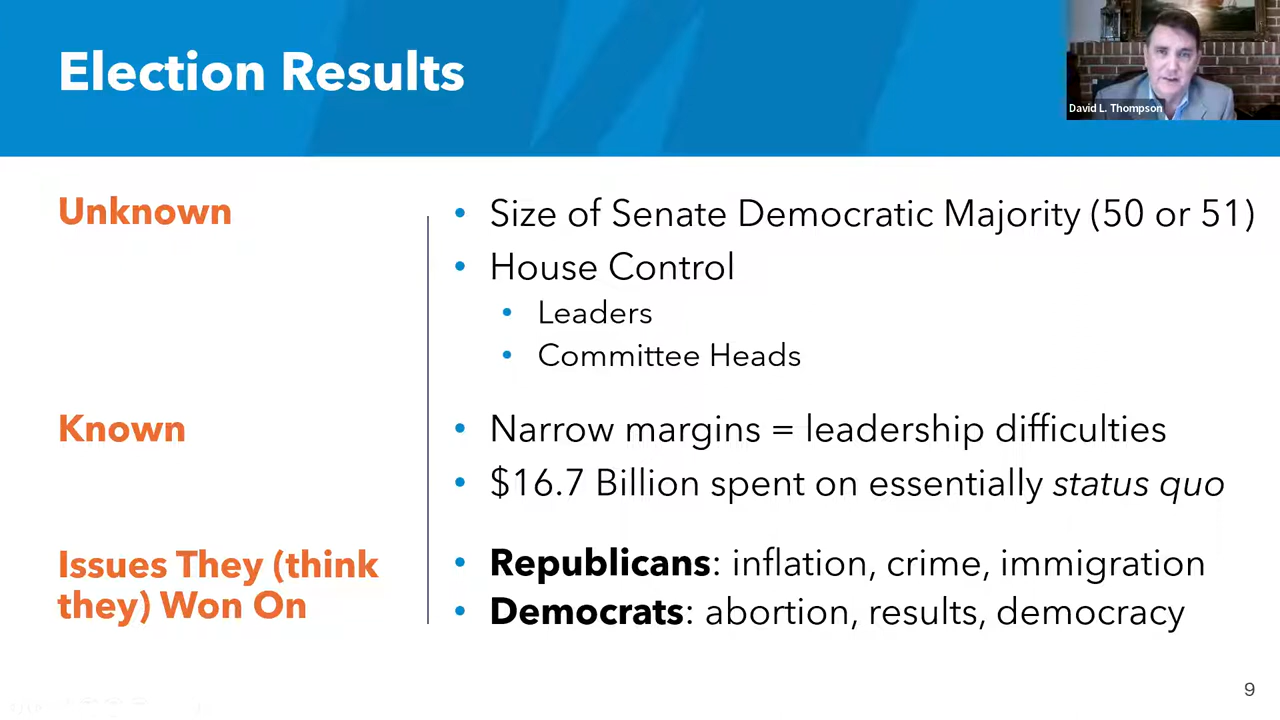 Election Results
David L. Thompson
Unknown
• Size of Senate Democratic Majority (50 or 51)
• House Control
• Leaders
• Committee Heads
Known
• Narrow margins = leadership difficulties
• $16.7 Billion spent on essentially status quo
Issues They (think
they) Won On
• Republicans: inflation, crime, immigration
• Democrats: abortion, results, democracy
9